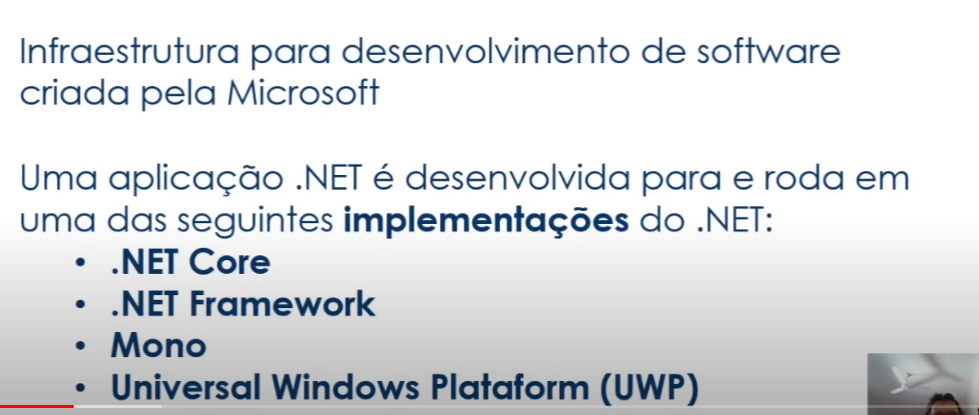 Infraestrutura para desenvolvimento de software
criada pela Microsoft
Uma aplicação .NET é desenvolvida para e roda em
uma das seguintes implementações do .NET:
• .NET Core
• .NET Framework
• Mono
• Universal Windows Plataform (UWP)